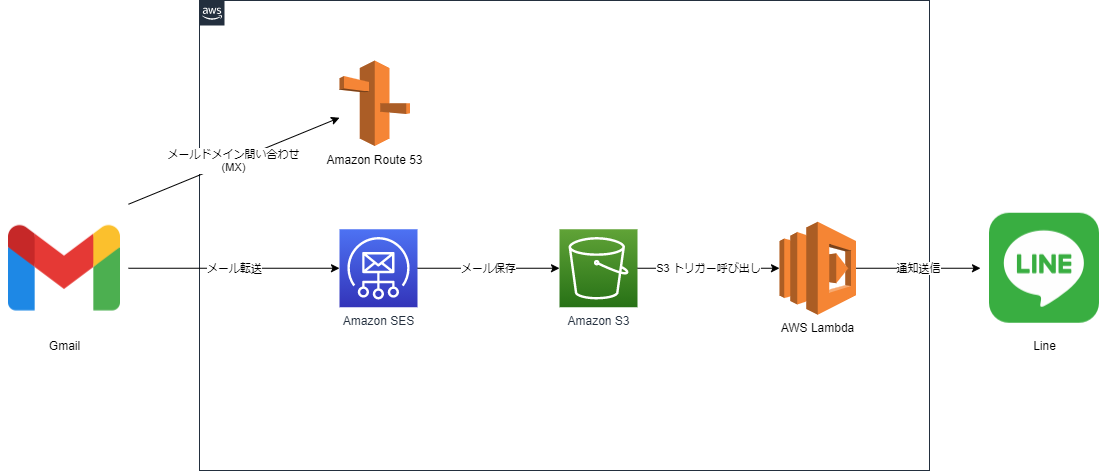 aws
Amazon Route 53
メールドメイン問い合わせ
(MX)
メール転送
メール保存
S3 トリガー呼び出し
通知送信
LINE
Gmail
Amazon SES
Amazon S3
AWS Lambda
Line